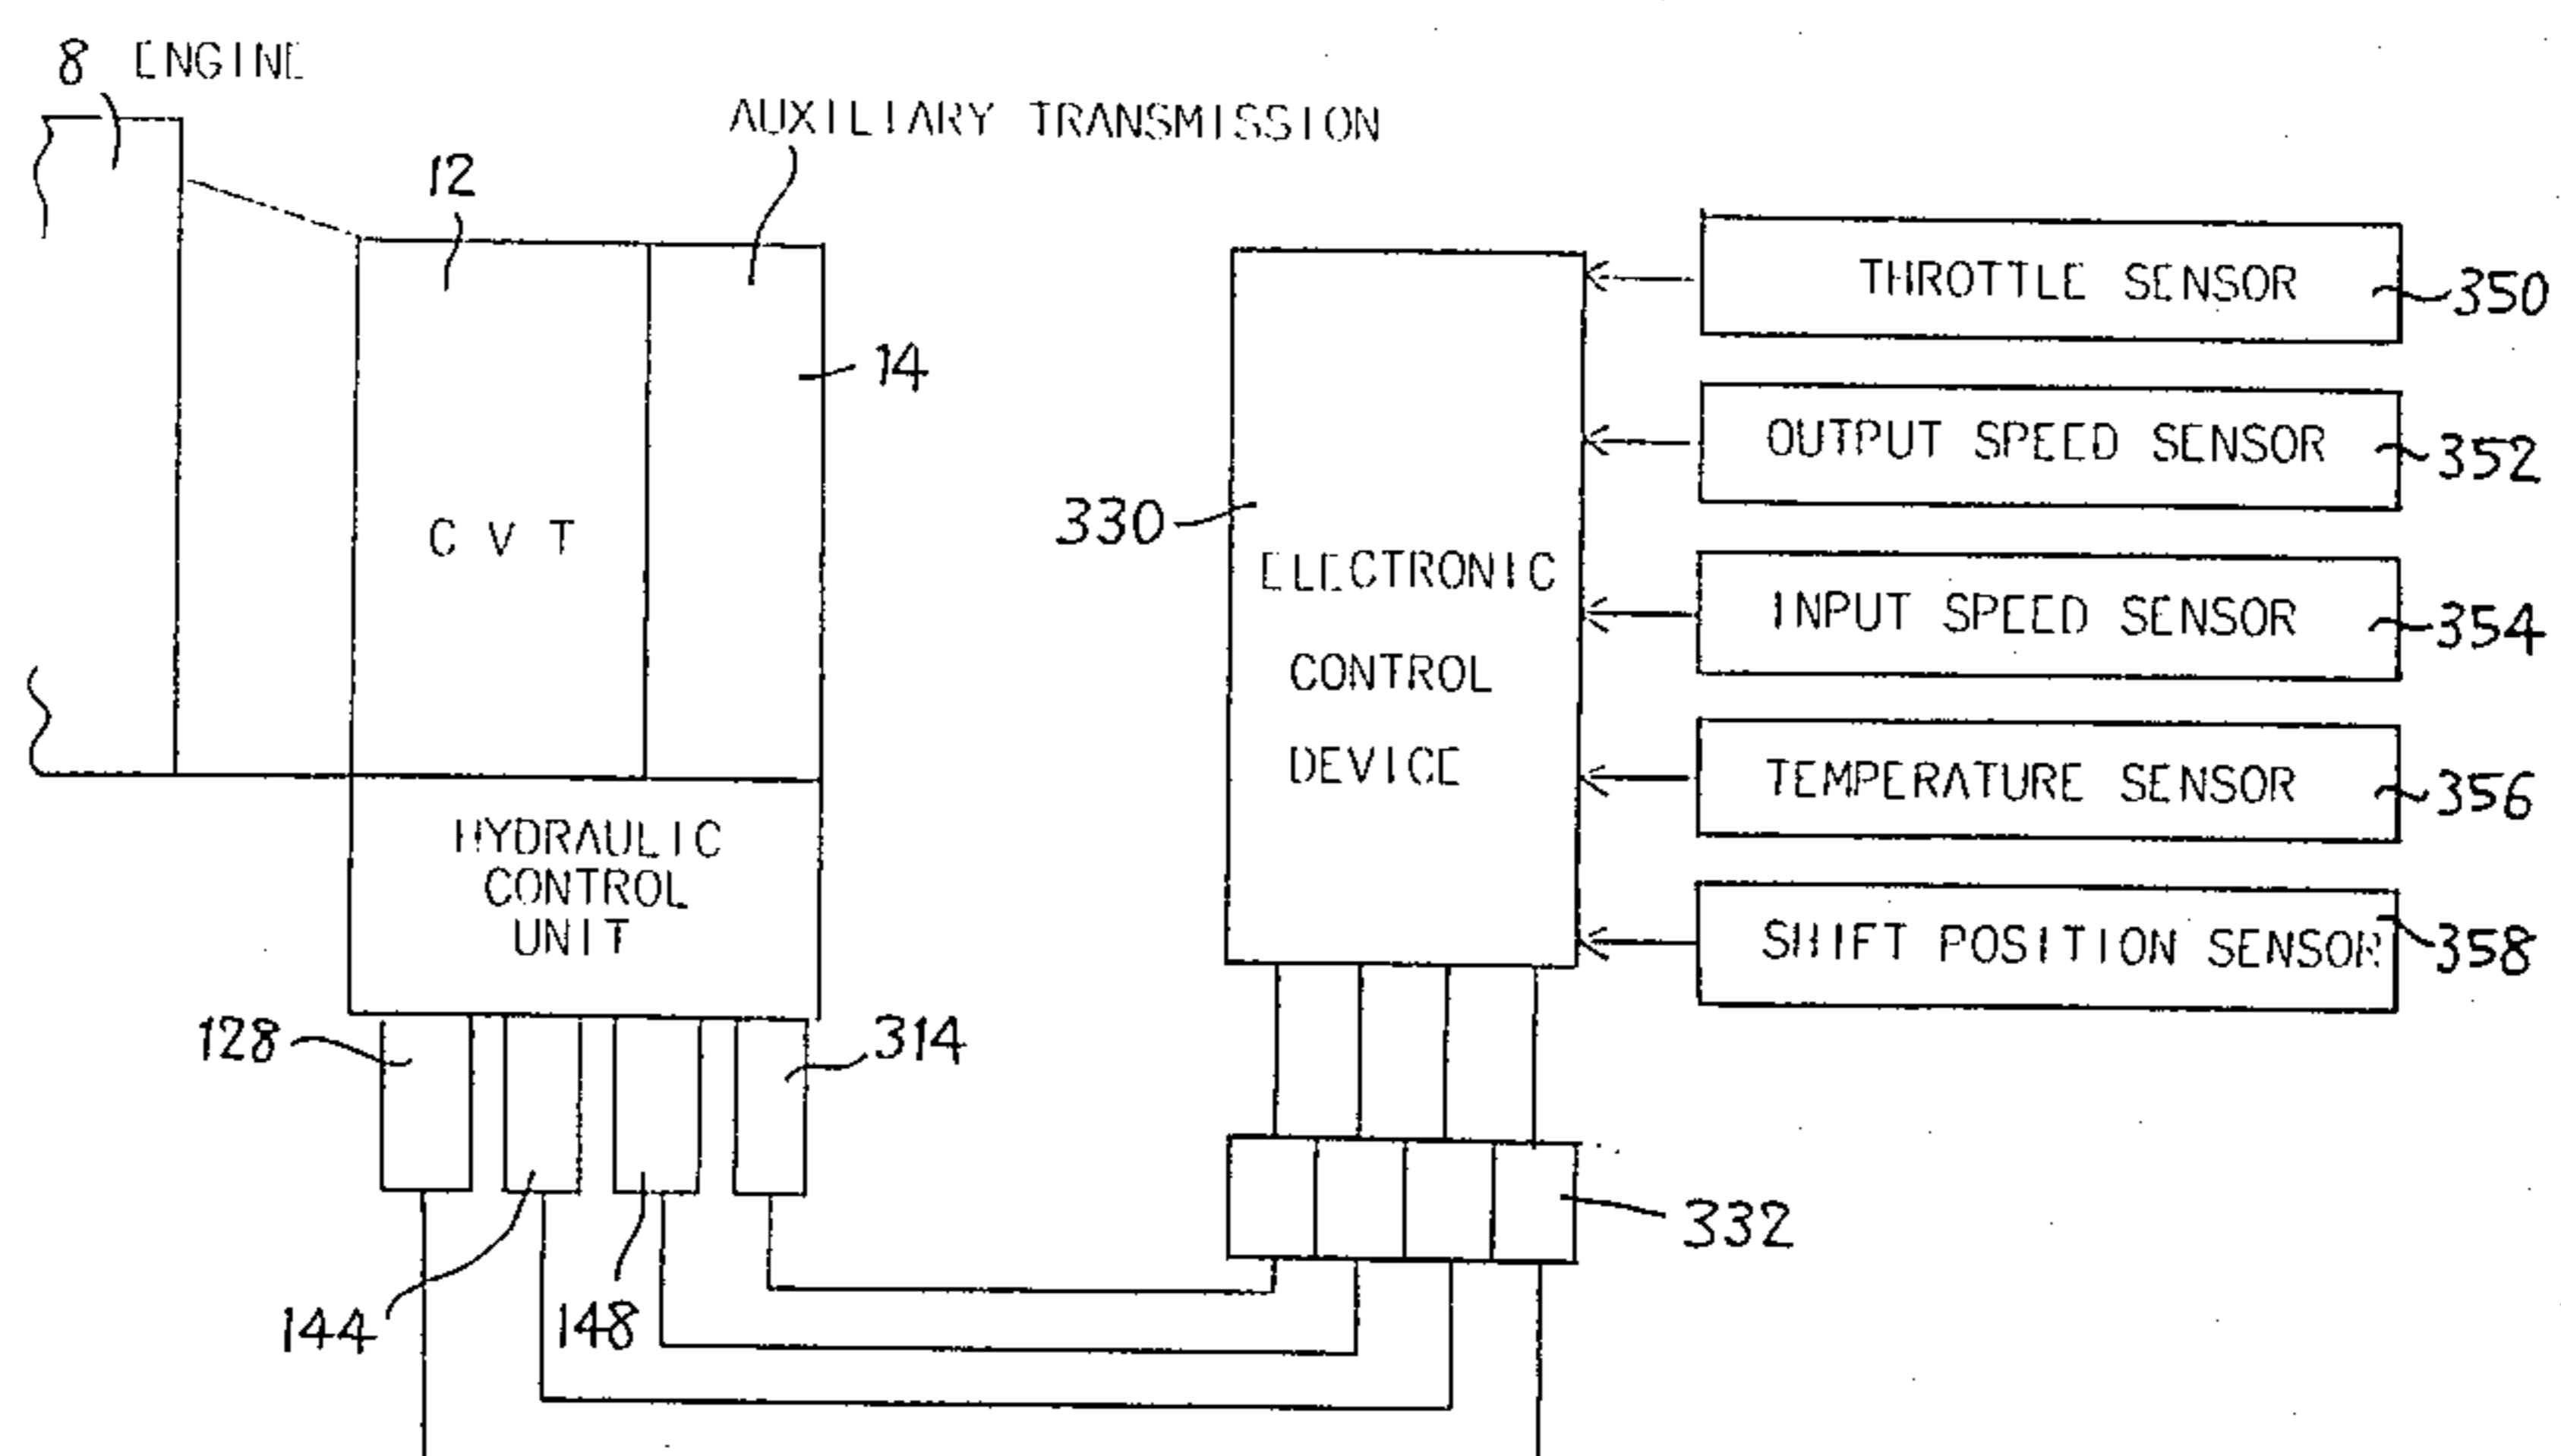 8 ENGINE
AUXILIARY TRANSMISSION
12
14
C V T
HYDRAULIC
CONTROL
UNIT
128
314
144
148
330
ELECTRONIC
CONTROL
DEVICE
THROTTLE SENSOR
350
OUTPUT SPEED SENSOR
352
INPUT SPEED SENSOR
354
TEMPERATURE SENSOR
356
SHIFT POSITION SENSOR
358
332